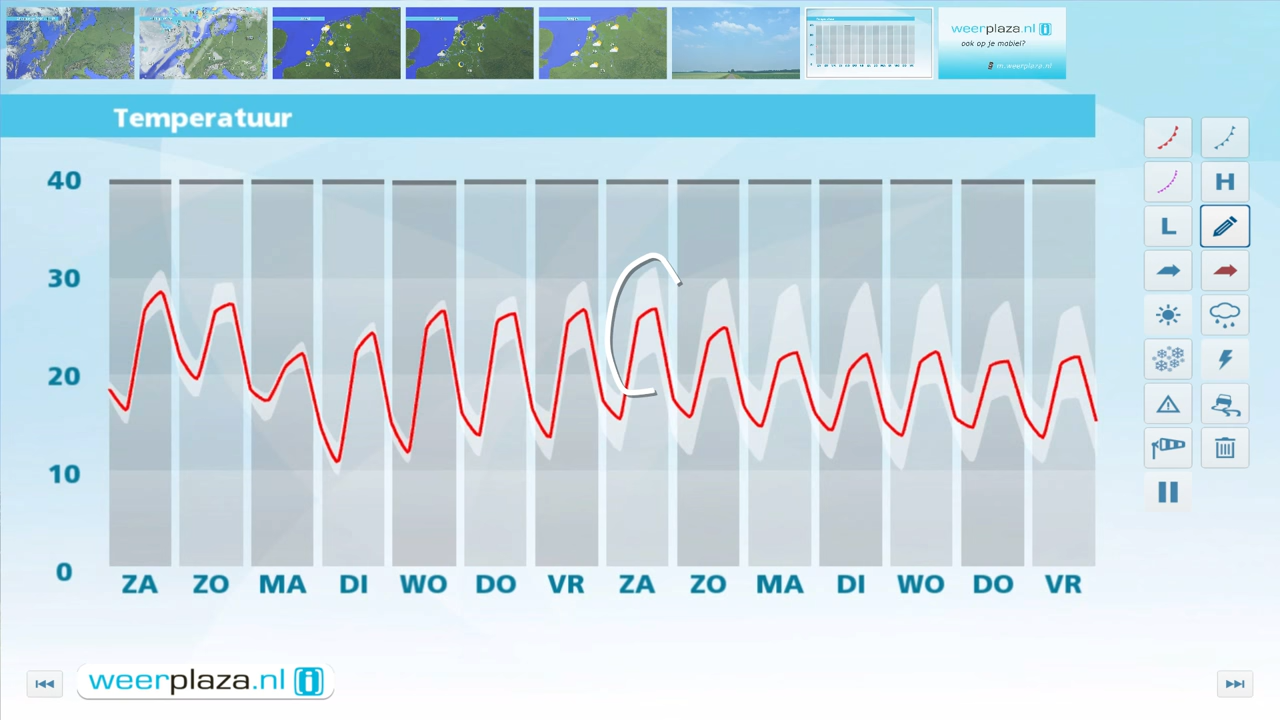 weerplaza.nl i
ook op je mobiel?
m.weerplaza.nl
Temperatuur
40
30
20
10
0
ZA ZO MA DI WO DO VR ZA ZO MA DI WO DO VR
H
L
weerplaza.nl i